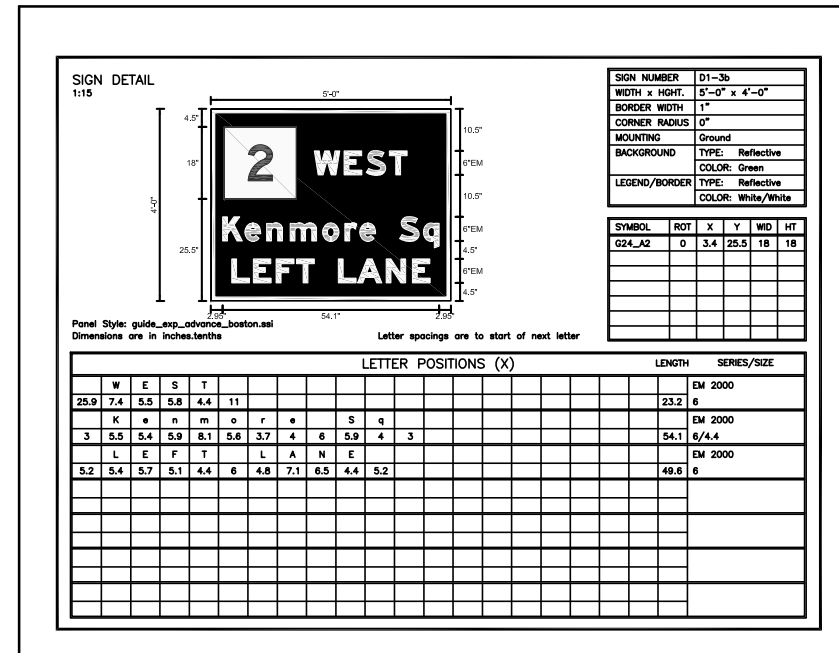 SIGN DETAIL
1:15
5'-0"
4'-0"
4.5"
18"
25.5"
2 WEST
Kenmore Sq
LEFT LANE
10.5"
6"EM
10.5"
6"EM
4.5"
6"EM
4.5"
2.95" 54.1" 2.95"
Panel Style: guide_exp_advance_boston.ssi
Dimensions are in inches.tenths
Letter spacings are to start of next letter
SIGN NUMBER D1-3b
WIDTH x HGHT. 5'-0" x 4'-0"
BORDER WIDTH 1"
CORNER RADIUS 0"
MOUNTING Ground
BACKGROUND TYPE: Reflective
COLOR: Green
LEGEND/BORDER TYPE: Reflective
COLOR: White/White
SYMBOL ROT X Y WID HT
G24_A2 0 3.4 25.5 18 18
LETTER POSITIONS (X) LENGTH SERIES/SIZE
W E S T EM 2000
25.9 7.4 5.5 5.8 4.4 11 23.2 6
K e n m o r e S q EM 2000
3 5.5 5.4 5.9 8.1 5.6 3.7 4 6 5.9 4 3 54.1 6/4.4
L E F T L A N E EM 2000
5.2 5.4 5.7 5.1 4.4 6 4.8 7.1 6.5 4.4 5.2 49.6 6